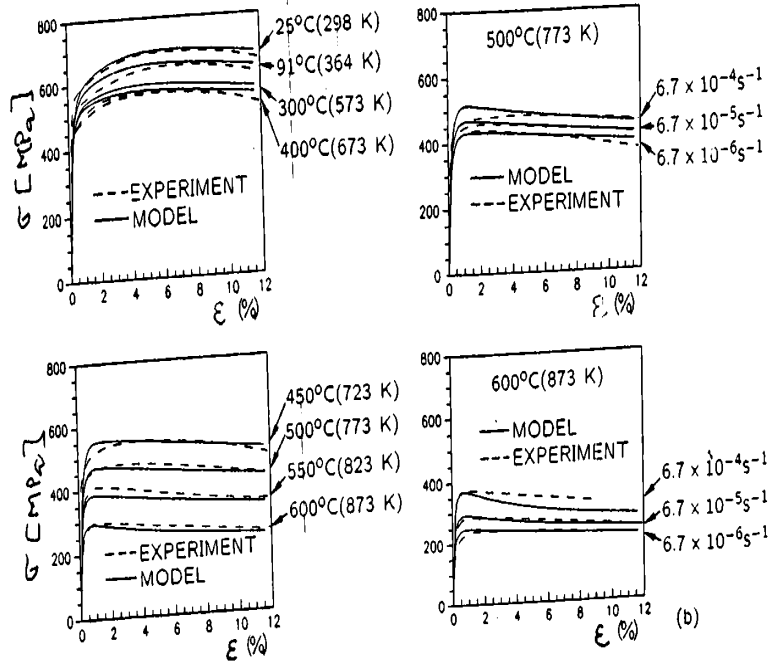 800
600
400
200
0
0 2 4 6 8 10 12
σ [MPa]
ε (%)
25°C(298 K)
91°C(364 K)
300°C(573 K)
400°C(673 K)
EXPERIMENT
MODEL
800
600
400
200
0
0 2 4 6 8 10 12
ε (%)
500°C(773 K)
6.7 x 10-4s-1
6.7 x 10-5s-1
6.7 x 10-6s-1
MODEL
EXPERIMENT
800
600
400
200
0
0 2 4 6 8 10 12
σ [MPa]
ε (%)
450°C(723 K)
500°C(773 K)
550°C(823 K)
600°C(873 K)
EXPERIMENT
MODEL
800
600
400
200
0
0 2 4 6 8 10 12
ε (%)
600°C(873 K)
MODEL
EXPERIMENT
6.7 x 10-4s-1
6.7 x 10-5s-1
6.7 x 10-6s-1
(b)